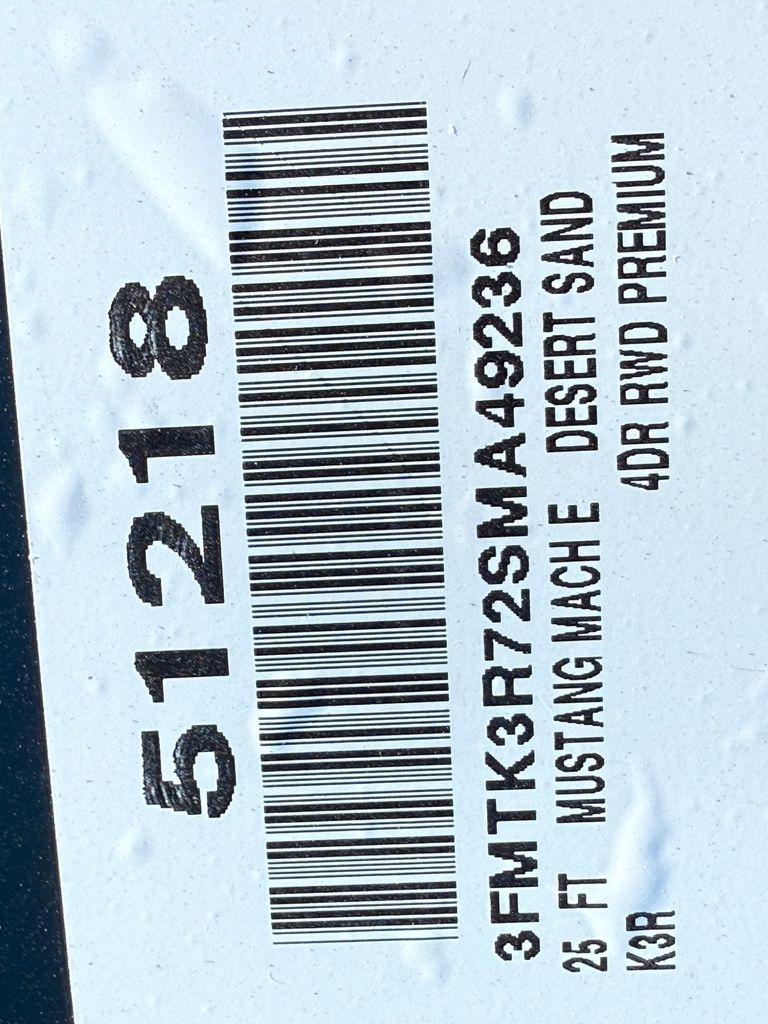 51218
3FMTK3R72SMA49236
25 FT MUSTANG MACH E DESERT SAND
K3R 4DR RWD PREMIUM